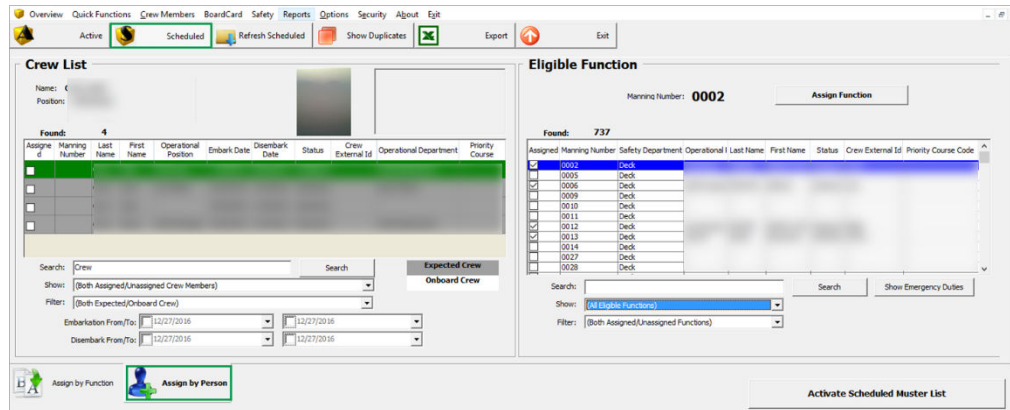 Overview Quick Functions Crew Members BoardCard Safety Reports Options Security About Exit
Active Scheduled Refresh Scheduled Show Duplicates Export Exit
Crew List
Name:
Position:
Found: 4
Assigned Manning Number Last Name First Name Operational Position Embark Date Disembark Date Status Crew External Id Operational Department Priority Course
Search: Crew Search
Expected Crew
Show: (Both Assigned/Unassigned Crew Members)
Onboard Crew
Filter: (Both Expected/Onboard Crew)
Embarkation From/To: 12/27/2016 12/27/2016
Disembark From/To: 12/27/2016 12/27/2016
Eligible Function
Manning Number: 0002 Assign Function
Found: 737
Assigned Manning Number Safety Department Operational I Last Name First Name Status Crew External Id Priority Course Code
0002 Deck
0005 Deck
0006 Deck
0009 Deck
0010 Deck
0011 Deck
0012 Deck
0013 Deck
0014 Deck
0027 Deck
0028 Deck
Search: Search Show Emergency Duties
Show: (All Eligible Functions)
Filter: (Both Assigned/Unassigned Functions)
Assign by Function Assign by Person
Activate Scheduled Muster List